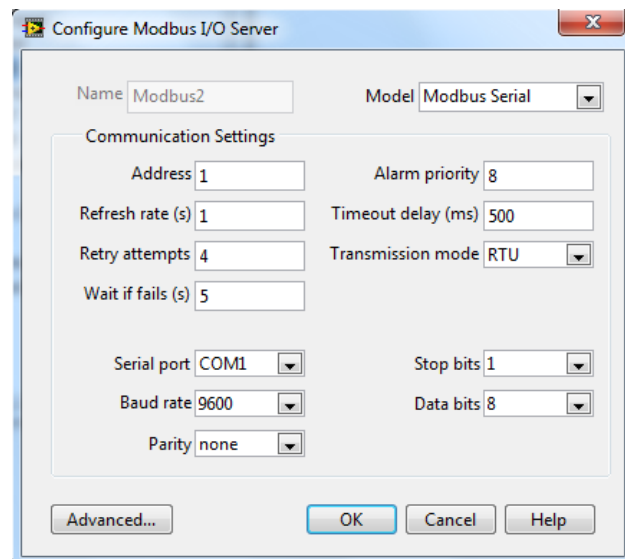 Configure Modbus I/O Server
Name Modbus2 Model Modbus Serial
Communication Settings
Address 1 Alarm priority 8
Refresh rate (s) 1 Timeout delay (ms) 500
Retry attempts 4 Transmission mode RTU
Wait if fails (s) 5
Serial port COM1 Stop bits 1
Baud rate 9600 Data bits 8
Parity none
Advanced... OK Cancel Help